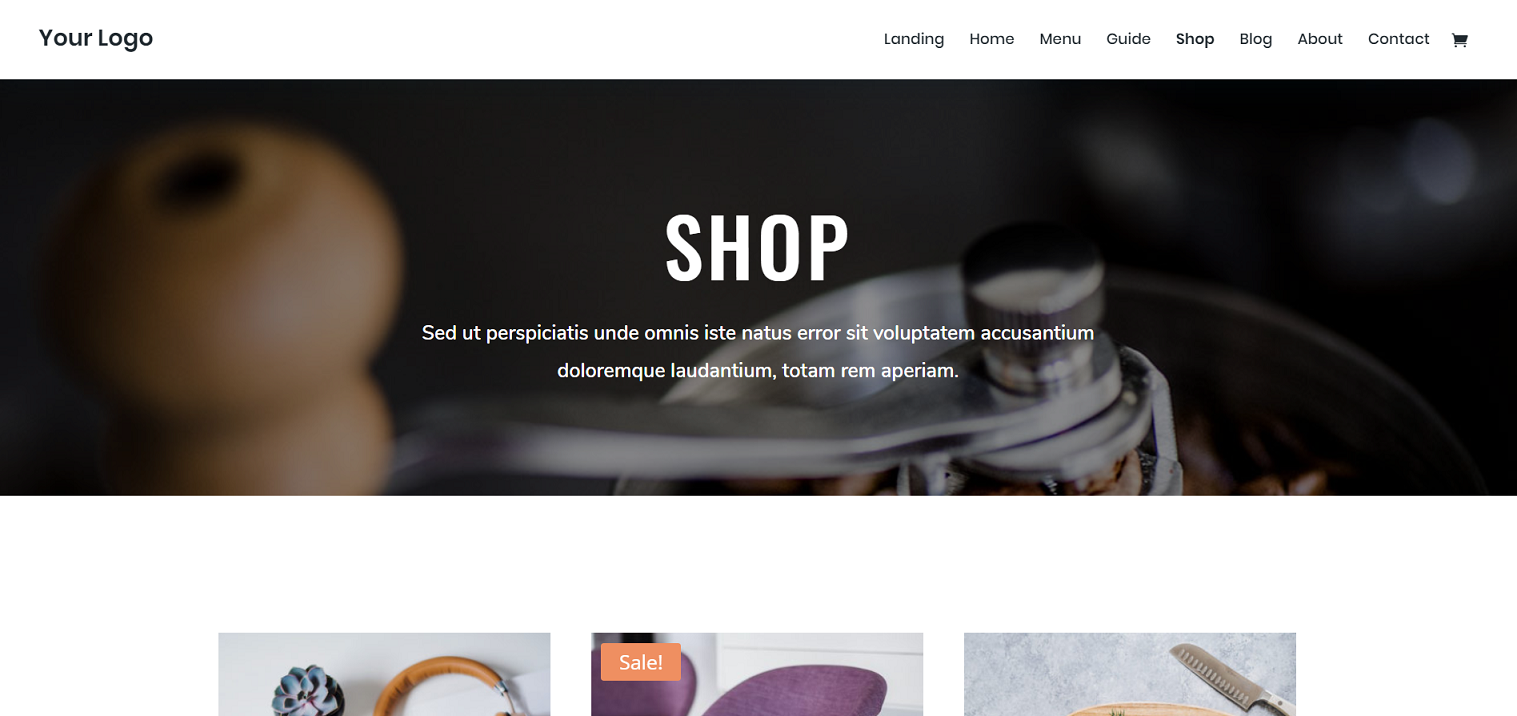 Your Logo
Landing Home Menu Guide Shop Blog About Contact
SHOP
Sed ut perspiciatis unde omnis iste natus error sit voluptatem accusantium
doloremque laudantium, totam rem aperiam.
Sale!